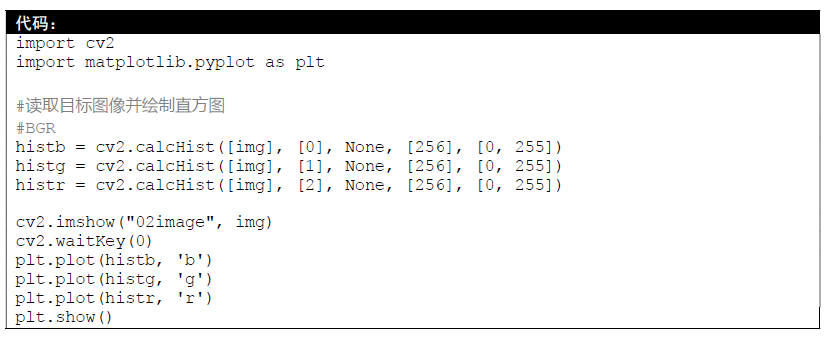 代码：
import cv2
import matplotlib.pyplot as plt
#读取目标图像并绘制直方图
#BGR
histb = cv2.calcHist([img], [0], None, [256], [0, 255])
histg = cv2.calcHist([img], [1], None, [256], [0, 255])
histr = cv2.calcHist([img], [2], None, [256], [0, 255])
cv2.imshow("02image", img)
cv2.waitKey(0)
plt.plot(histb, 'b')
plt.plot(histg, 'g')
plt.plot(histr, 'r')
plt.show()